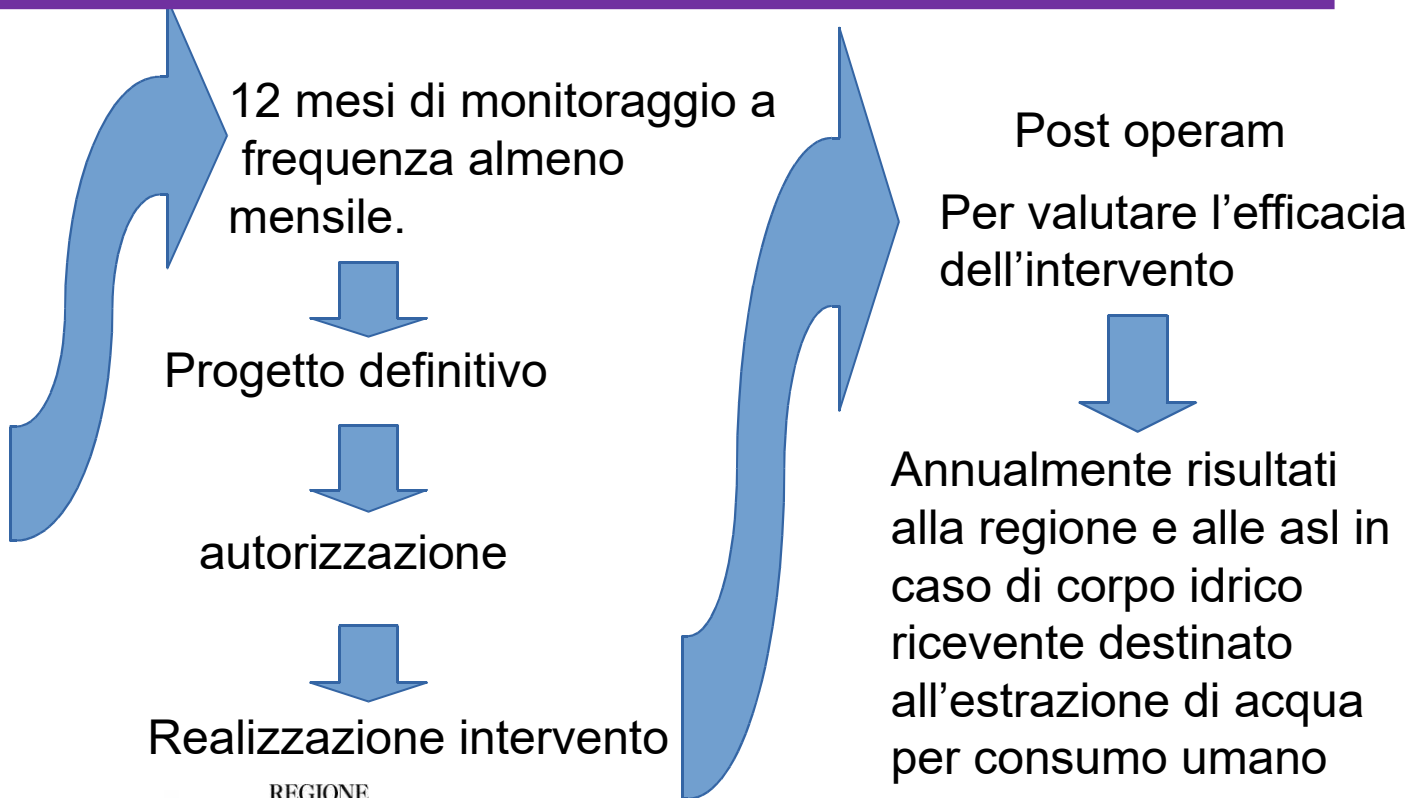 12 mesi di monitoraggio a
frequenza almeno
mensile.
Progetto definitivo
autorizzazione
Realizzazione intervento
REGIONE
Post operam
Per valutare l’efficacia
dell’intervento
Annualmente risultati
alla regione e alle asl in
caso di corpo idrico
ricevente destinato
all’estrazione di acqua
per consumo umano